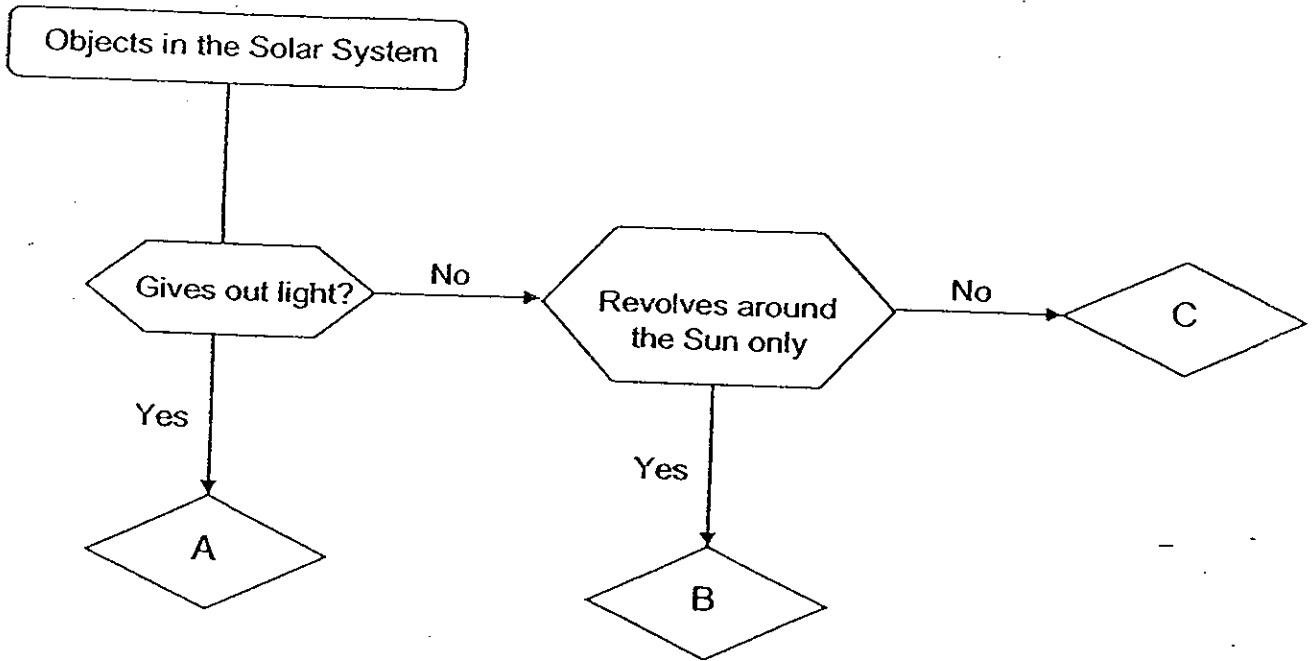 Objects in the Solar System
Gives out light?
No
Revolves around
the Sun only
No
C
Yes
Yes
A
B